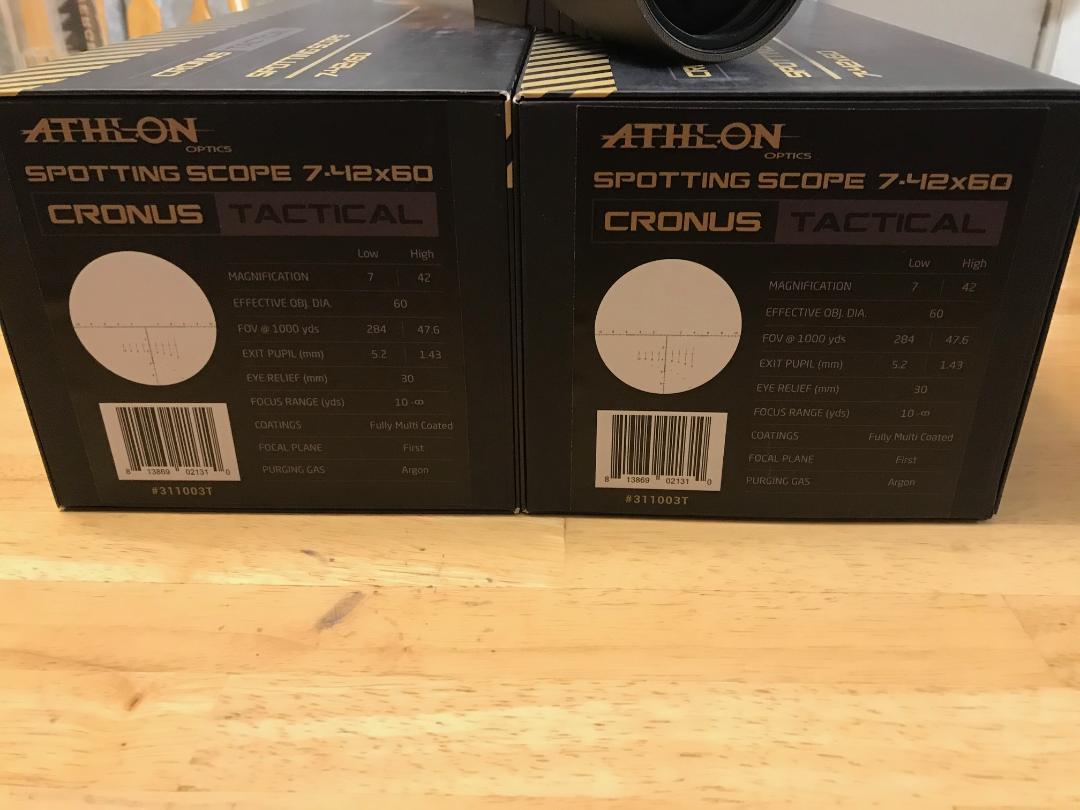 CRONUS
SPOTTING SCOPE
7-42x60
ATHLON
OPTICS
SPOTTING SCOPE 7-42x60
CRONUS TACTICAL
Low High
MAGNIFICATION 7 42
EFFECTIVE OBJ. DIA. 60
FOV @ 1000 yds 284 47.6
EXIT PUPIL (mm) 5.2 1.43
EYE RELIEF (mm) 30
FOCUS RANGE (yds) 10 -∞
COATINGS Fully Multi Coated
FOCAL PLANE First
PURGING GAS Argon
8 13869 02131 0
#311003T
ATHLON
OPTICS
SPOTTING SCOPE 7-42x60
CRONUS TACTICAL
Low High
MAGNIFICATION 7 42
EFFECTIVE OBJ. DIA. 60
FOV @ 1000 yds 284 47.6
EXIT PUPIL (mm) 5.2 1.43
EYE RELIEF (mm) 30
FOCUS RANGE (yds) 10 -∞
COATINGS Fully Multi Coated
FOCAL PLANE First
PURGING GAS Argon
8 13869 02131 0
#311003T